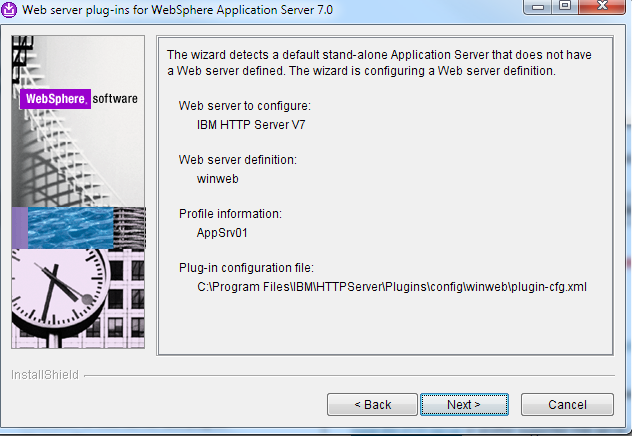 Web server plug-ins for WebSphere Application Server 7.0
WebSphere. software
The wizard detects a default stand-alone Application Server that does not have
a Web server defined. The wizard is configuring a Web server definition.
Web server to configure:
IBM HTTP Server V7
Web server definition:
winweb
Profile information:
AppSrv01
Plug-in configuration file:
C:\Program Files\IBM\HTTPServer\Plugins\config\winweb\plugin-cfg.xml
InstallShield
< Back
Next >
Cancel